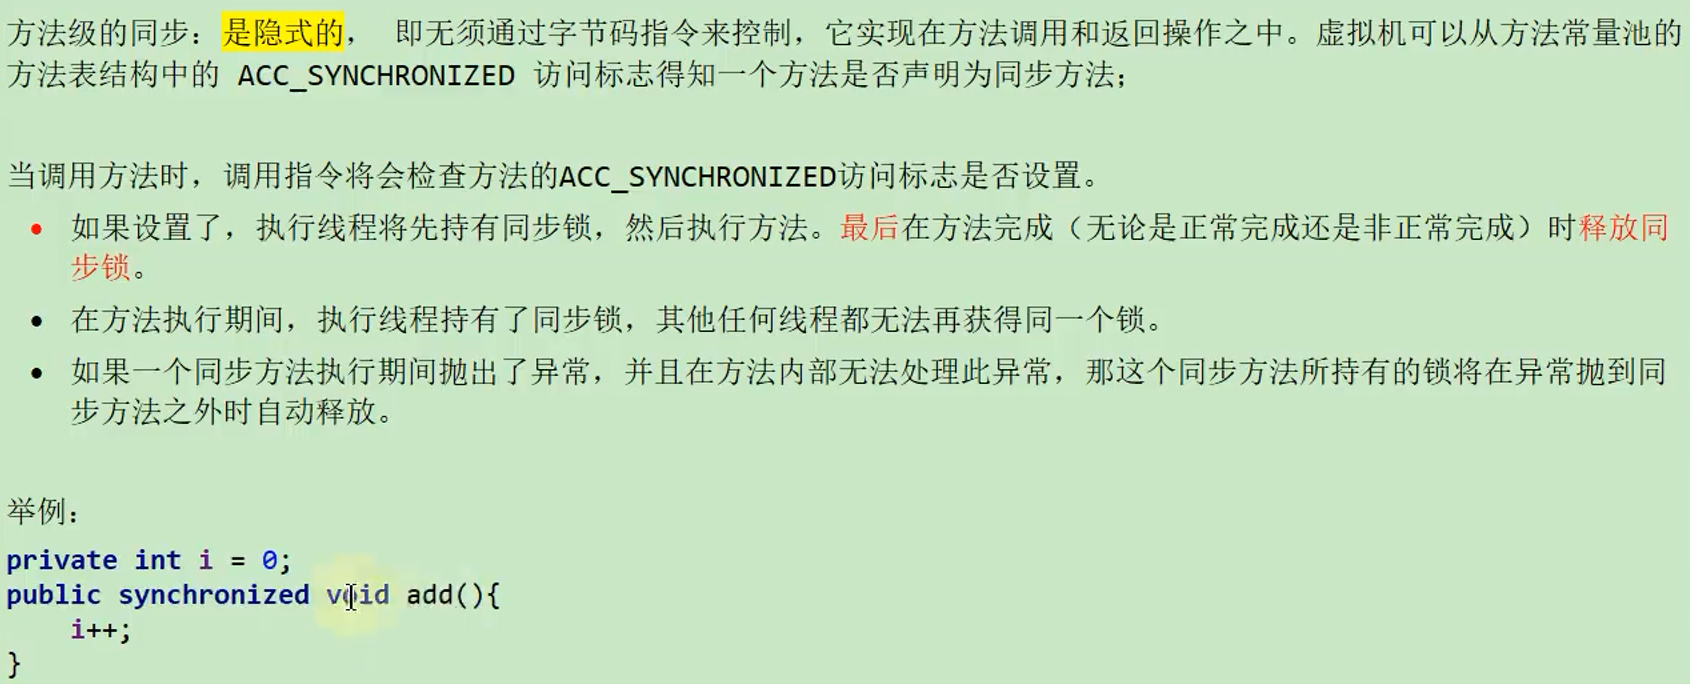 方法级的同步：是隐式的， 即无须通过字节码指令来控制，它实现在方法调用和返回操作之中。虚拟机可以从方法常量池的
方法表结构中的 ACC_SYNCHRONIZED 访问标志得知一个方法是否声明为同步方法；
当调用方法时，调用指令将会检查方法的ACC_SYNCHRONIZED访问标志是否设置。
• 如果设置了，执行线程将先持有同步锁，然后执行方法。最后在方法完成（无论是正常完成还是非正常完成）时释放同
步锁。
• 在方法执行期间，执行线程持有了同步锁，其他任何线程都无法再获得同一个锁。
• 如果一个同步方法执行期间抛出了异常，并且在方法内部无法处理此异常，那这个同步方法所持有的锁将在异常抛到同
步方法之外时自动释放。
举例：
private int i = 0;
public synchronized void add(){
    i++;
}